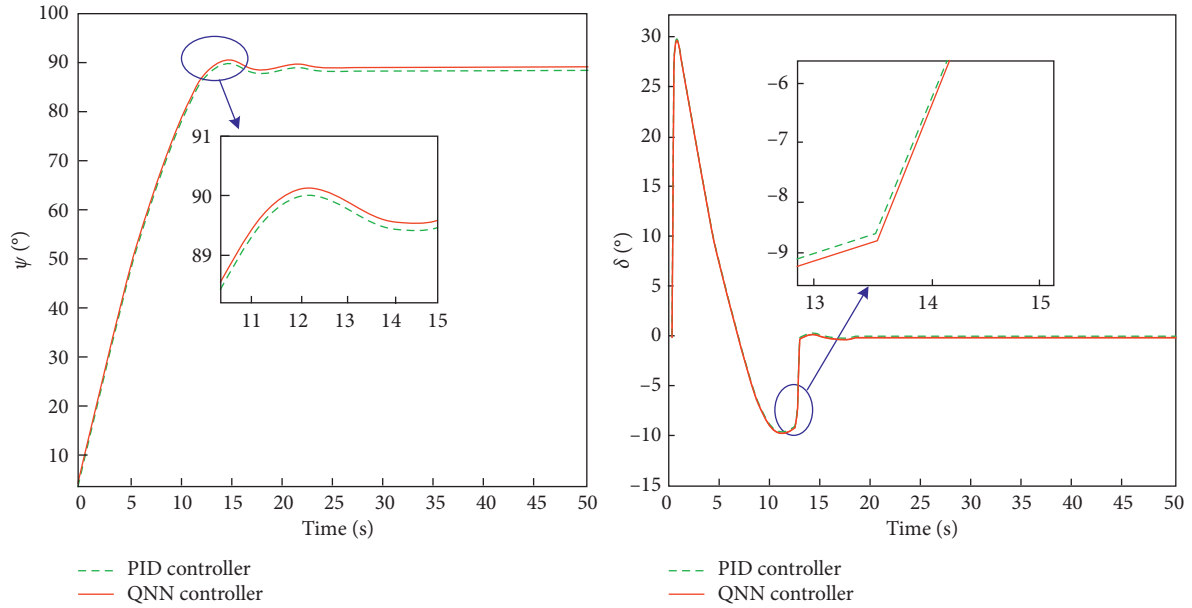 100
90
80
70
60
50
40
30
20
10
ψ (°)
0 5 10 15 20 25 30 35 40 45 50
Time (s)
91
90
89
11 12 13 14 15
PID controller
QNN controller
30
25
20
15
10
5
0
−5
−10
−15
δ (°)
0 5 10 15 20 25 30 35 40 45 50
Time (s)
−6
−7
−8
−9
13 14 15
PID controller
QNN controller